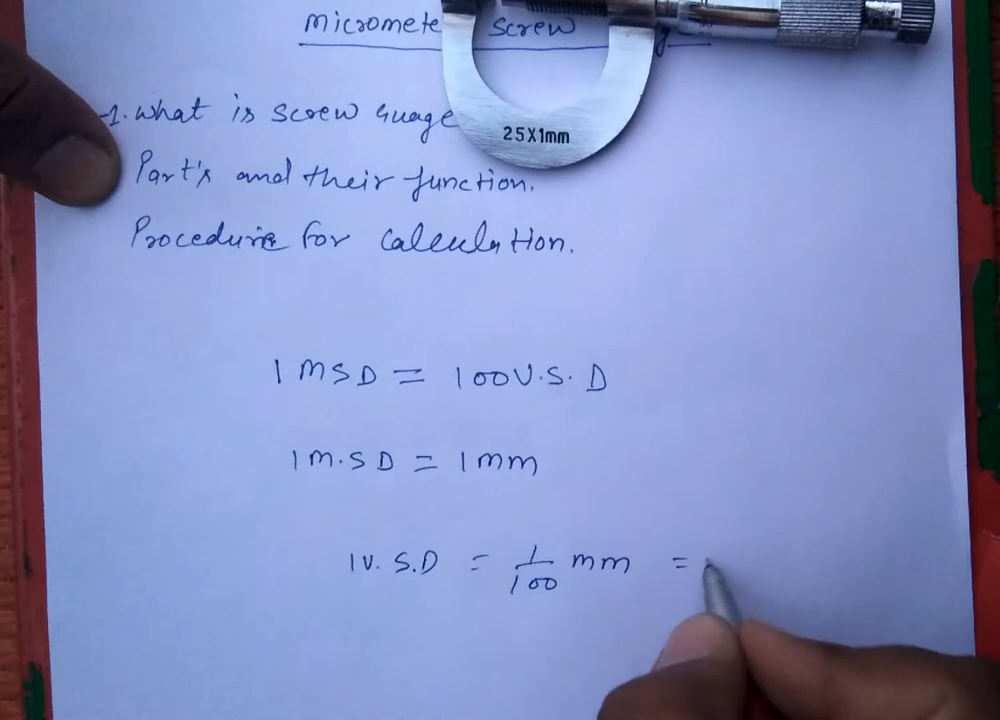 micromete screw
25X1mm
1. what is screw guage
Part's and their function.
Procedure for calculation.
1 MSD = 100 V.S.D
1 M.S D = 1 mm
1 V. S.D = 1/100 mm =